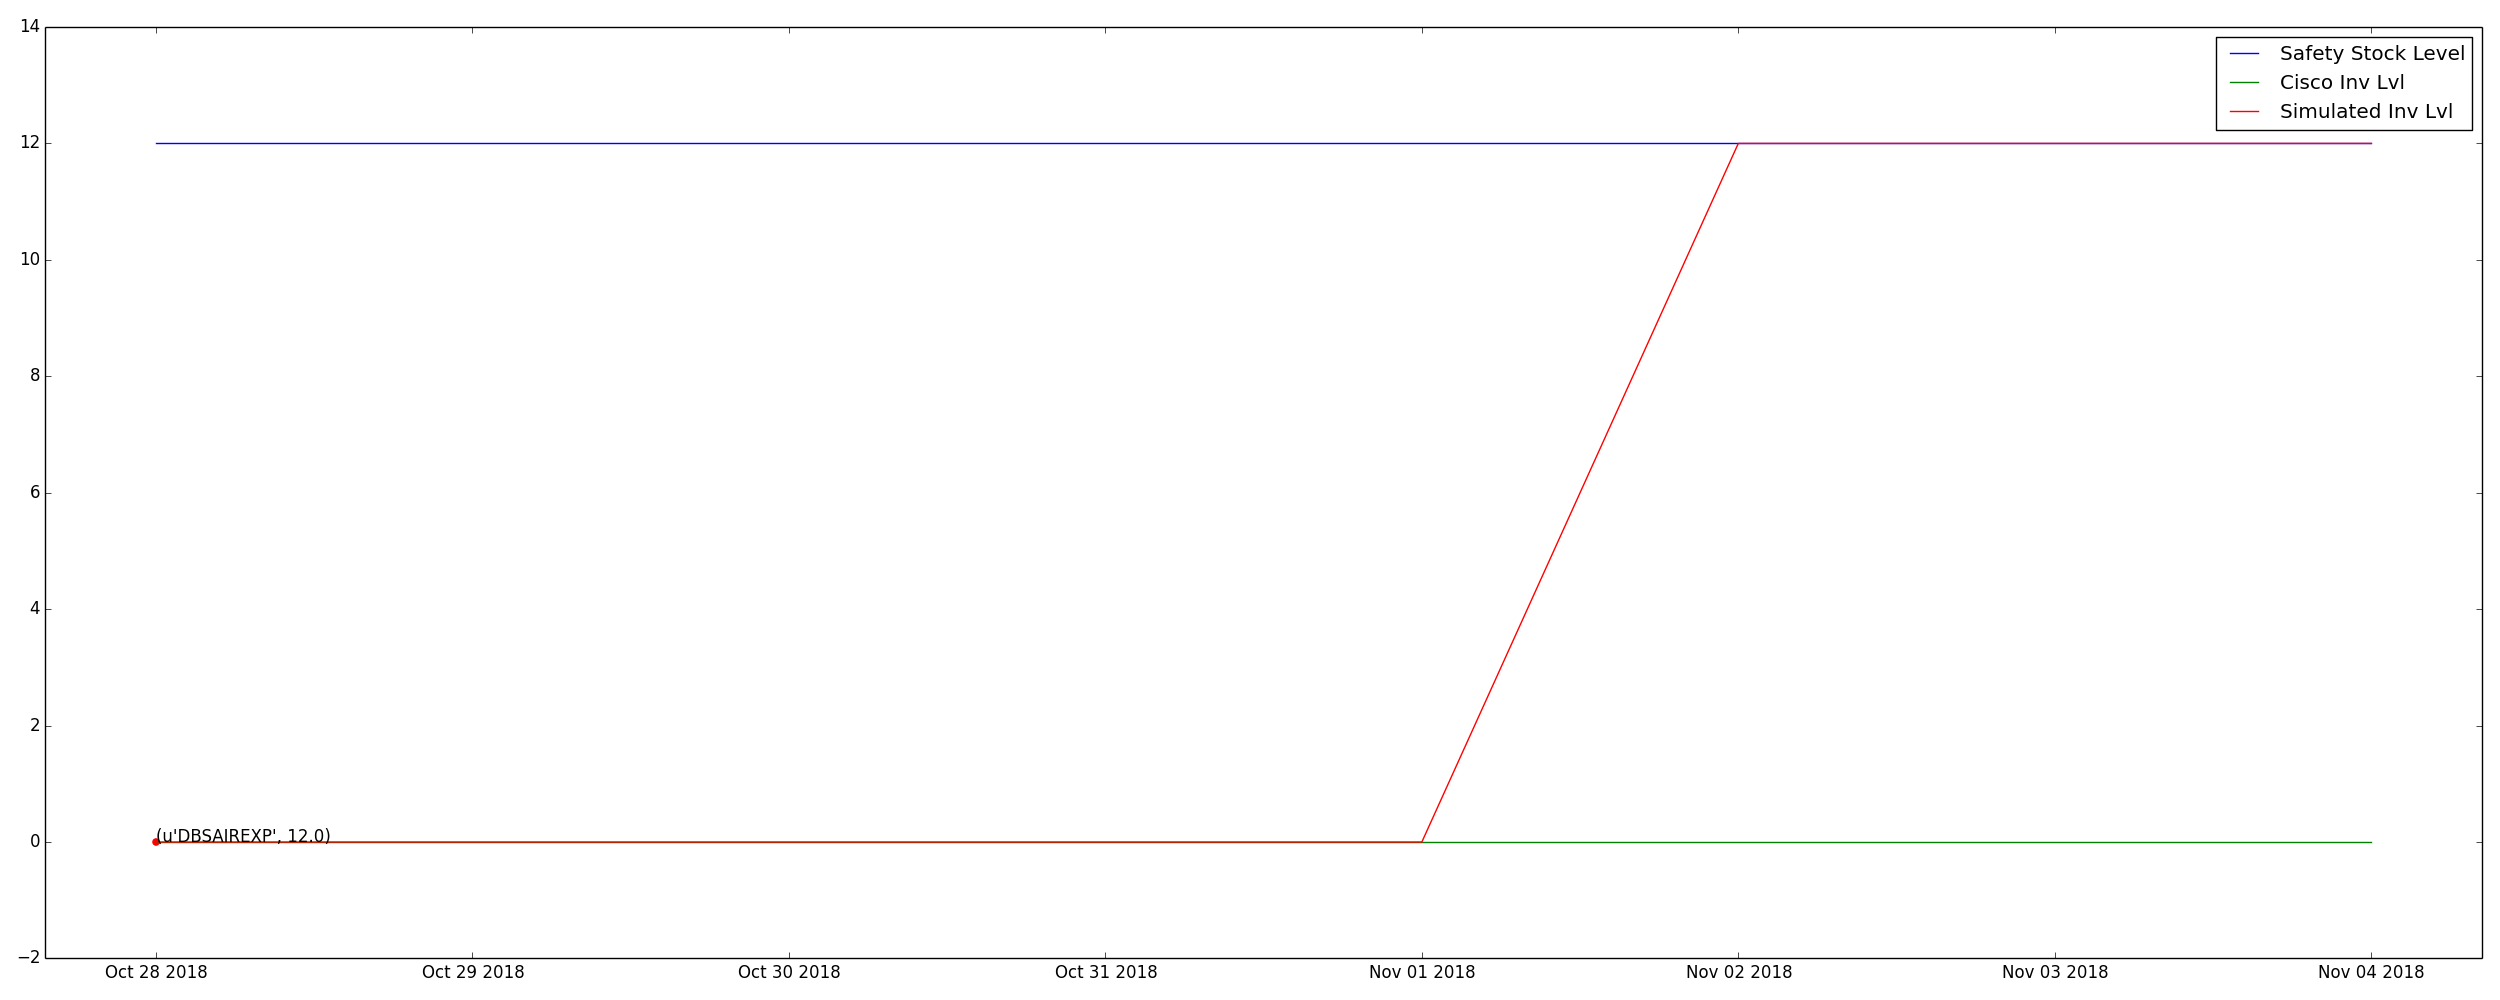 14
Safety Stock Level
Cisco Inv Lvl
Simulated Inv Lvl
12
10
8
6
4
2
0
(u'DBSAIREXP', 12.0)
−2
Oct 28 2018 Oct 29 2018 Oct 30 2018 Oct 31 2018 Nov 01 2018 Nov 02 2018 Nov 03 2018 Nov 04 2018